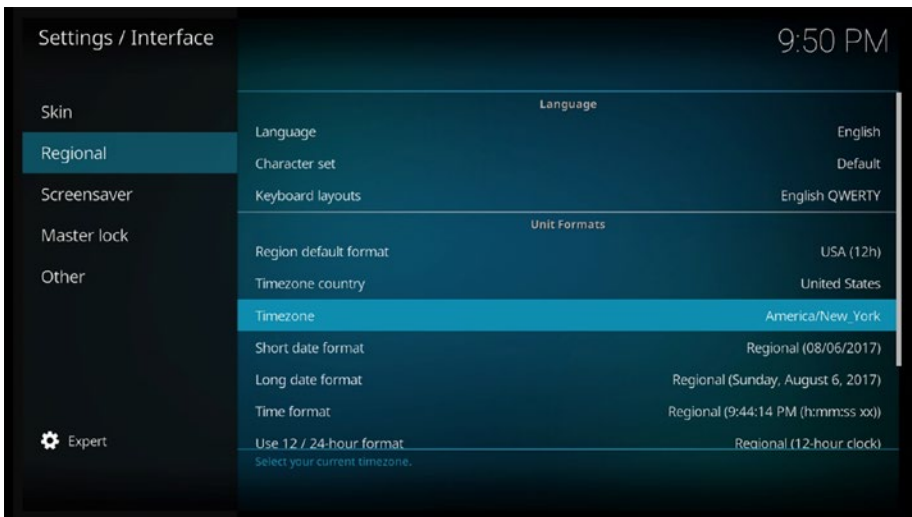 Settings / Interface
9:50 PM
Skin
Regional
Screensaver
Master lock
Other
Expert
Language
Language English
Character set Default
Keyboard layouts English QWERTY
Unit Formats
Region default format USA (12h)
Timezone country United States
Timezone America/New_York
Short date format Regional (08/06/2017)
Long date format Regional (Sunday, August 6, 2017)
Time format Regional (9:44:14 PM (h:mm:ss xx))
Use 12 / 24-hour format Regional (12-hour clock)
Select your current timezone.